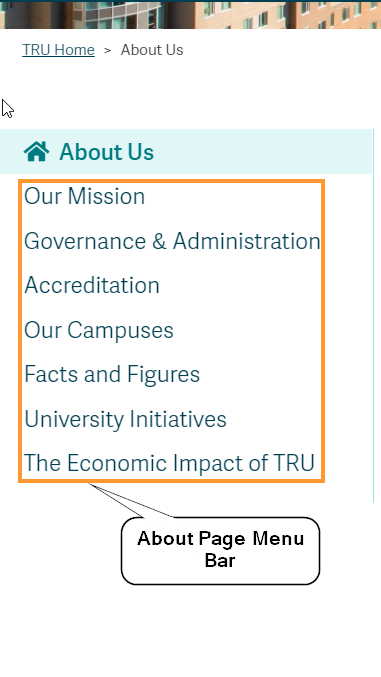 TRU Home > About Us
About Us
Our Mission
Governance & Administration
Accreditation
Our Campuses
Facts and Figures
University Initiatives
The Economic Impact of TRU
About Page Menu
Bar